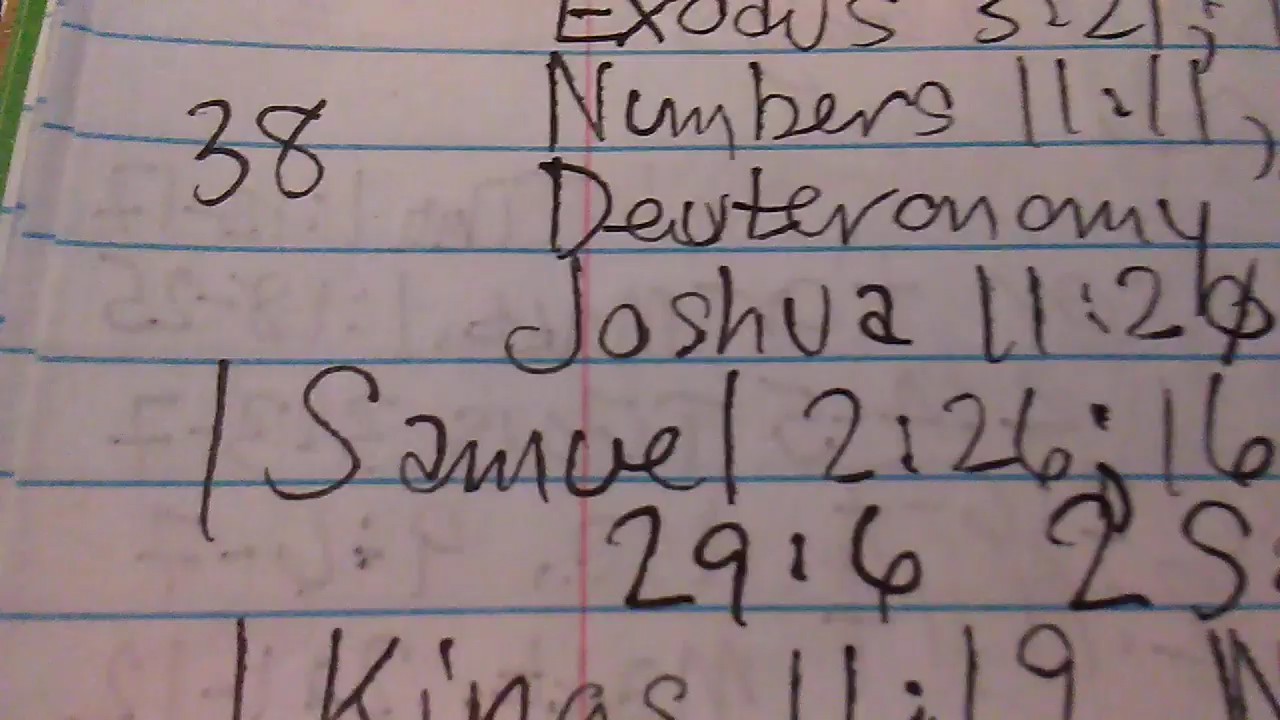 Exodus 3:21;
38 Numbers 11:11,
Deuteronomy
Joshua 11:20
1 Samuel 2:26; 16
29:6 2 S
1 Kings 11:19